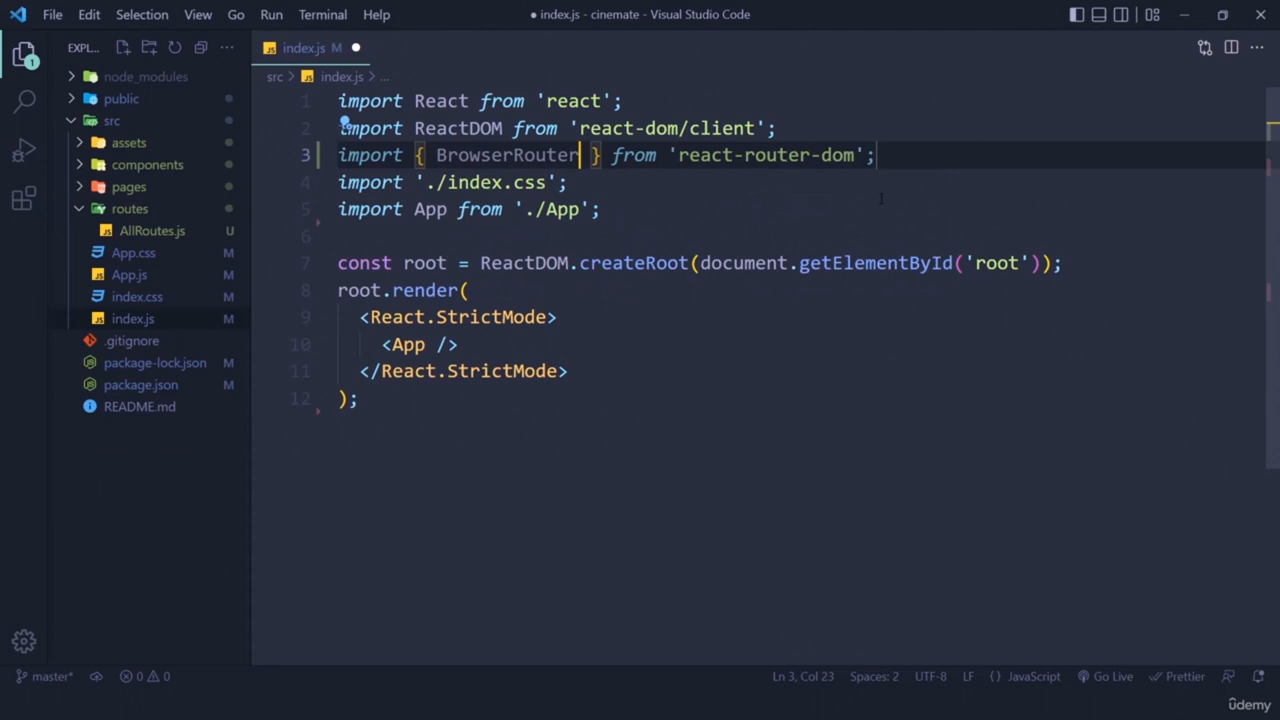 File Edit Selection View Go Run Terminal Help ● index.js - cinemate - Visual Studio Code
EXPL...
index.js M
src > index.js > ...
1
node_modules
public
src
assets
components
pages
routes
AllRoutes.js U
App.css M
App.js M
index.css M
index.js M
.gitignore
package-lock.json M
package.json M
README.md
1 import React from 'react';
2 import ReactDOM from 'react-dom/client';
3 import { BrowserRouter } from 'react-router-dom';
4 import './index.css';
5 import App from './App';
6
7 const root = ReactDOM.createRoot(document.getElementById('root'));
8 root.render(
9 <React.StrictMode>
10 <App />
11 </React.StrictMode>
12 );
master* 0 0 Ln 3, Col 23 Spaces: 2 UTF-8 LF {} JavaScript Go Live Prettier
udemy